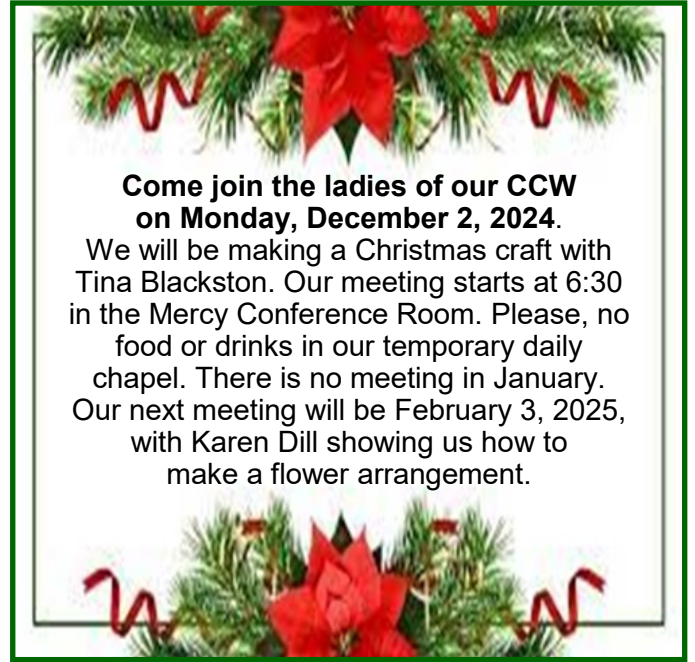 Come join the ladies of our CCW
on Monday, December 2, 2024.
We will be making a Christmas craft with
Tina Blackston. Our meeting starts at 6:30
in the Mercy Conference Room. Please, no
food or drinks in our temporary daily
chapel. There is no meeting in January.
Our next meeting will be February 3, 2025,
with Karen Dill showing us how to
make a flower arrangement.